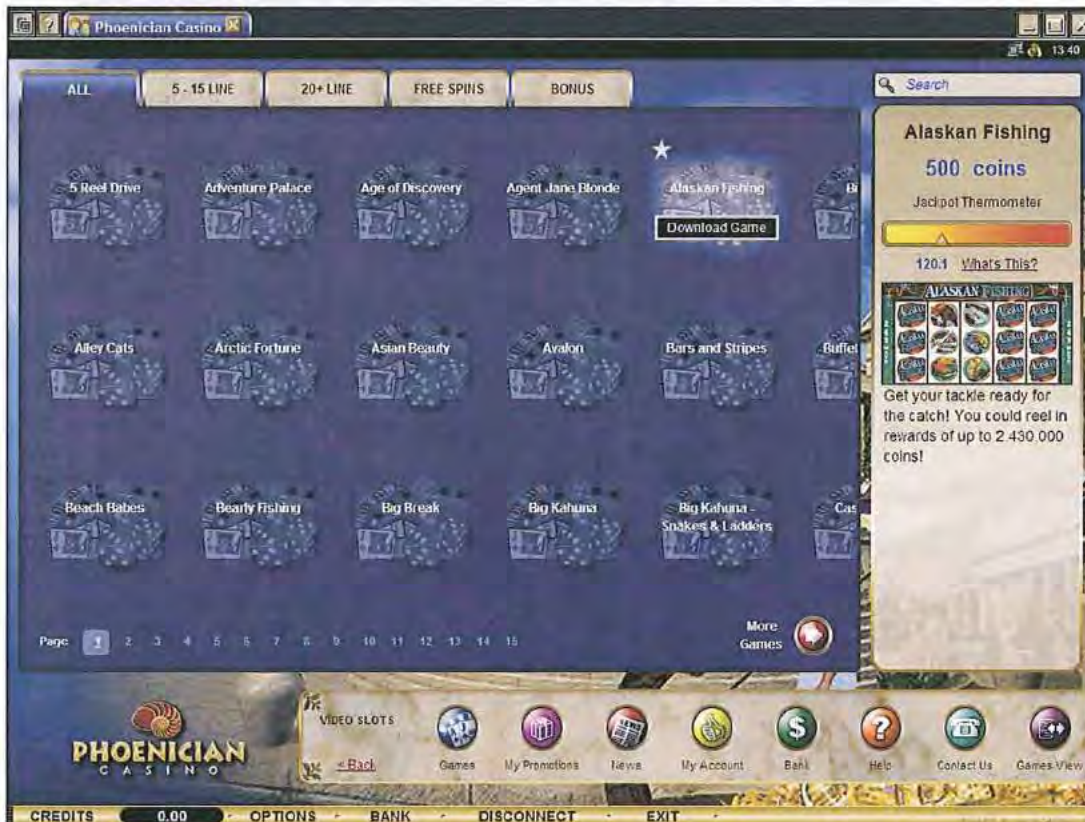 Phoenician Casino
13:40
ALL
5 - 15 LINE
20+ LINE
FREE SPINS
BONUS
Search
5 Reel Drive
Adventure Palace
Age of Discovery
Agent Jane Blonde
Alaskan Fishing
Download Game
Alley Cats
Arctic Fortune
Asian Beauty
Avalon
Bars and Stripes
Buffet
Beach Babes
Bearly Fishing
Big Break
Big Kahuna
Big Kahuna -
Snakes & Ladders
Cas
Page 1 2 3 4 5 6 7 8 9 10 11 12 13 14 15
More
Games
Alaskan Fishing
500 coins
Jackpot Thermometer
120.1 What's This?
ALASKAN FISHING
Get your tackle ready for
the catch! You could reel in
rewards of up to 2 430 000
coins!
PHOENICIAN
CASINO
VIDEO SLOTS
< Back
Games
My Promotions
News
My Account
Bank
Help
Contact Us
Games View
CREDITS 0.00 - OPTIONS - BANK - DISCONNECT - EXIT